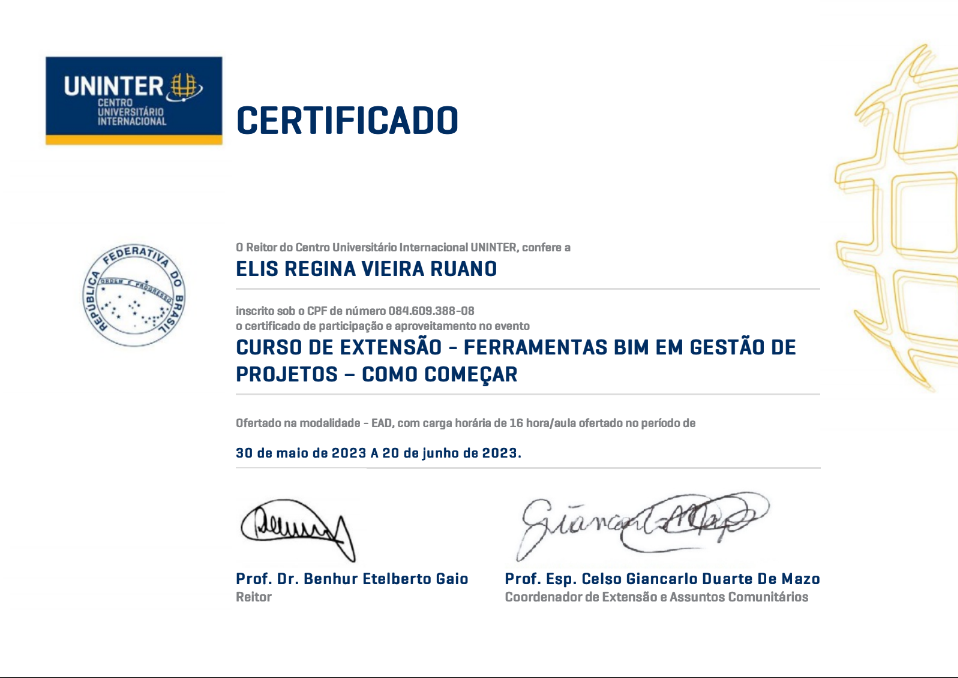 UNINTER
CENTRO
UNIVERSITÁRIO
INTERNACIONAL
CERTIFICADO
REPÚBLICA FEDERATIVA DO BRASIL
ORDEM E PROGRESSO
O Reitor do Centro Universitário Internacional UNINTER, confere a
ELIS REGINA VIEIRA RUANO
inscrito sob o CPF de número 084.609.388-08
o certificado de participação e aproveitamento no evento
CURSO DE EXTENSÃO - FERRAMENTAS BIM EM GESTÃO DE
PROJETOS – COMO COMEÇAR
Ofertado na modalidade - EAD, com carga horária de 16 hora/aula ofertado no período de
30 de maio de 2023 A 20 de junho de 2023.
Prof. Dr. Benhur Etelberto Gaio
Reitor
Prof. Esp. Celso Giancarlo Duarte De Mazo
Coordenador de Extensão e Assuntos Comunitários